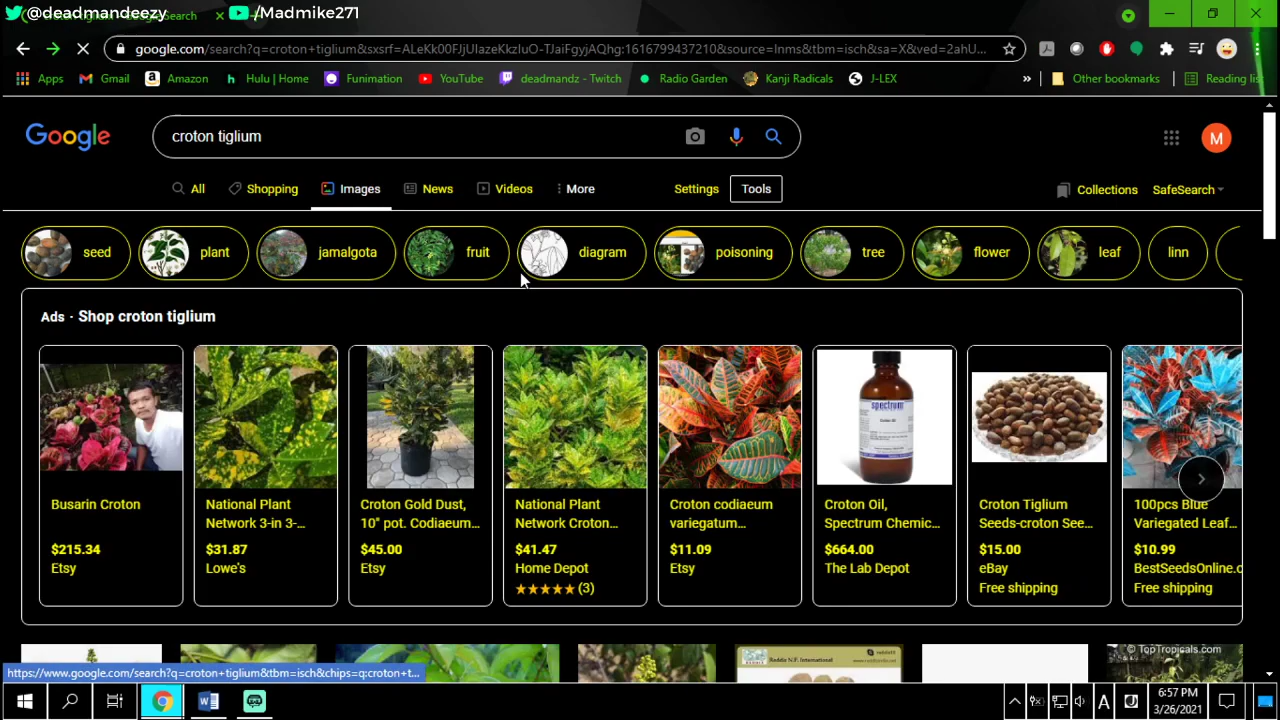 @deadmandeezy /Madmike271
google.com/search?q=croton+tiglium&sxsrf=ALeKk00FJjUIazeKkzIuO-TJaiFgyjAQhg:1616799437210&source=lnms&tbm=isch&sa=X&ved=2ahU...
Apps Gmail Amazon Hulu | Home Funimation YouTube deadmandz - Twitch Radio Garden Kanji Radicals J-LEX » Other bookmarks Reading list
Google croton tiglium M
All Shopping Images News Videos More Settings Tools Collections SafeSearch
seed plant jamalgota fruit diagram poisoning tree flower leaf linn
Ads · Shop croton tiglium
Busarin Croton
$215.34
Etsy
National Plant
Network 3-in 3-...
$31.87
Lowe's
Croton Gold Dust,
10" pot. Codiaeum...
$45.00
Etsy
National Plant
Network Croton...
$41.47
Home Depot
(3)
Croton codiaeum
variegatum...
$11.09
Etsy
spectrum
Croton Oil,
Spectrum Chemic...
$664.00
The Lab Depot
Croton Tiglium
Seeds-croton See...
$15.00
eBay
Free shipping
100pcs Blue
Variegated Leaf...
$10.99
BestSeedsOnline.c
Free shipping
Redda N.F. International
© TopTropicals.com
https://www.google.com/search?q=croton+tiglium&tbm=isch&chips=q:croton+t...
A
6:57 PM
3/26/2021